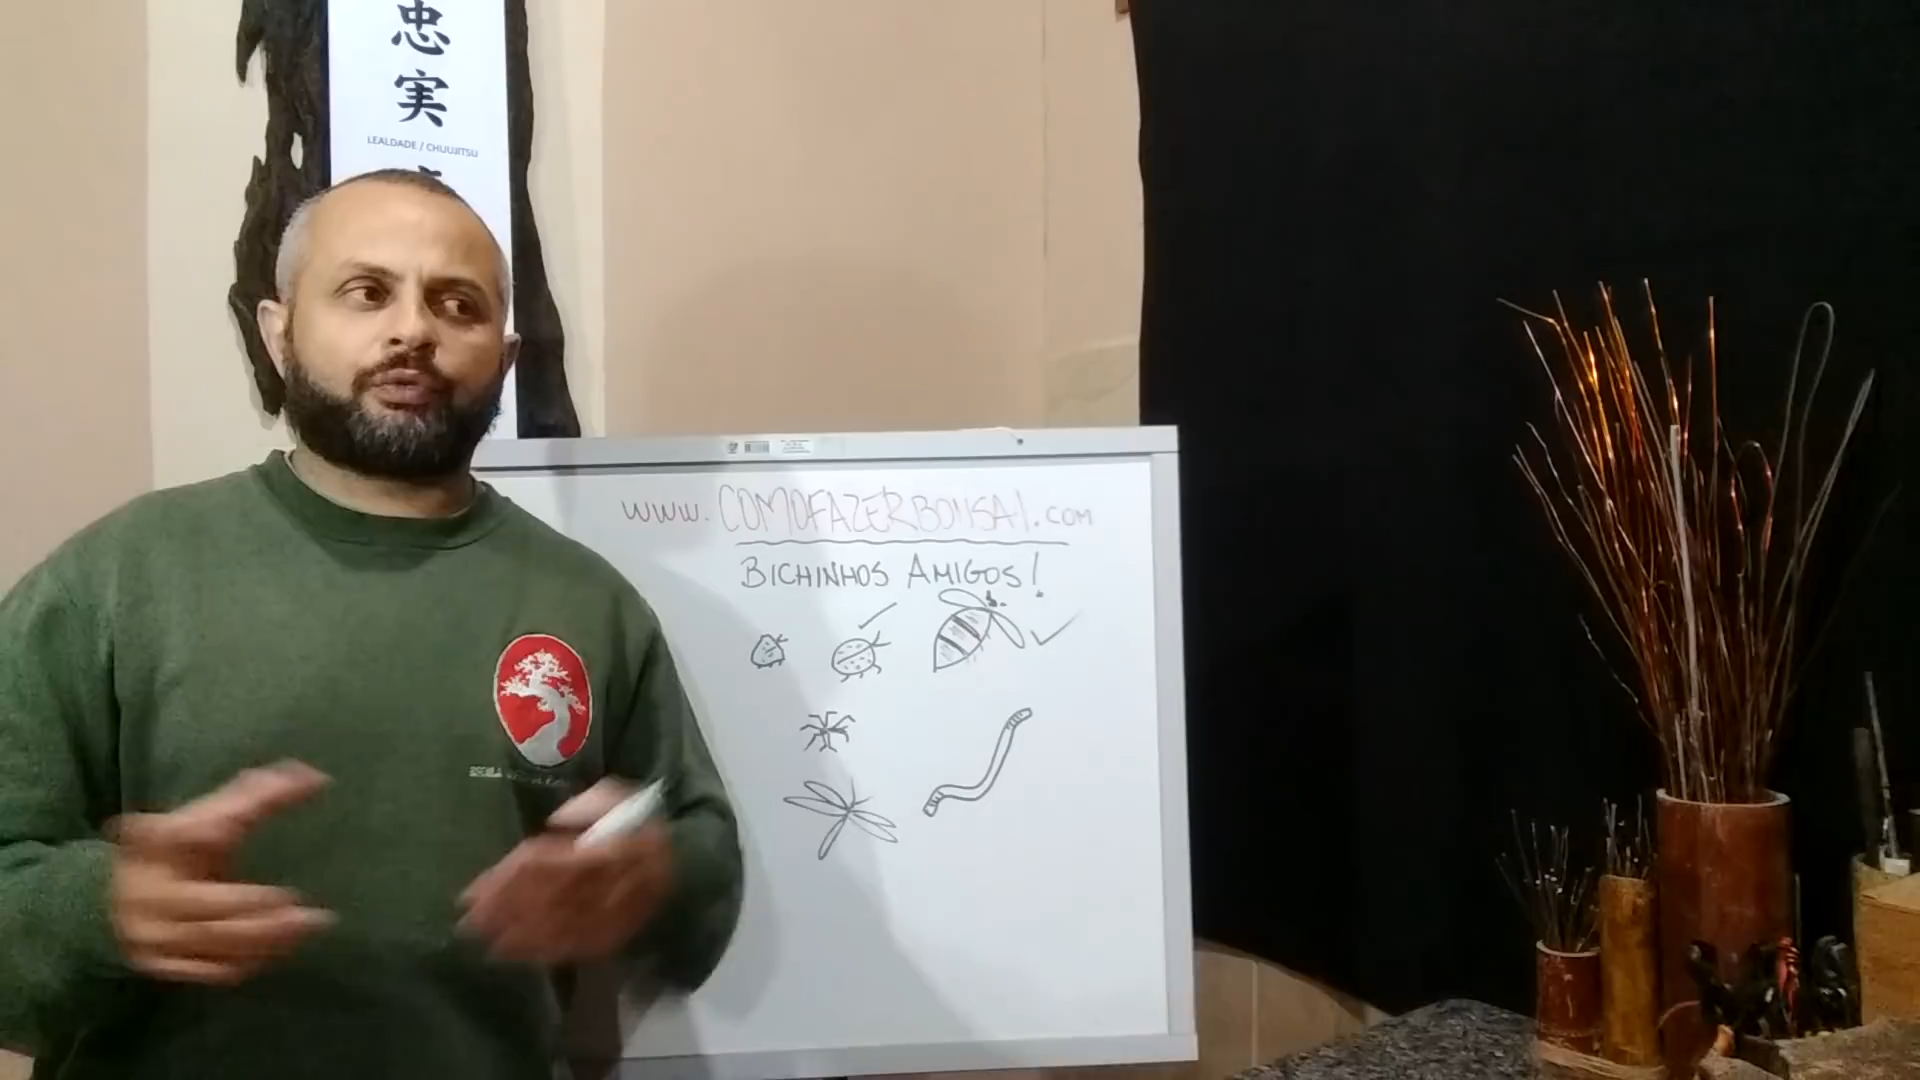 忠
実
LEALDADE / CHUUJITSU
www.COMOFAZERBONSAI.com
BICHINHOS AMIGOS!